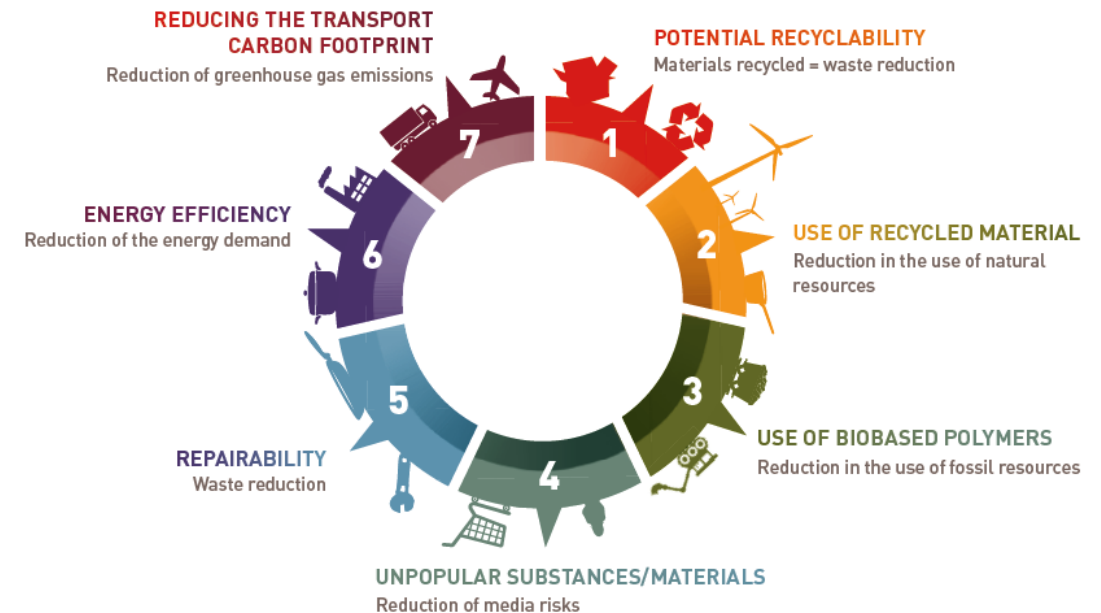 REDUCING THE TRANSPORT
CARBON FOOTPRINT
Reduction of greenhouse gas emissions
POTENTIAL RECYCLABILITY
Materials recycled = waste reduction
7
1
ENERGY EFFICIENCY
Reduction of the energy demand
6
2
USE OF RECYCLED MATERIAL
Reduction in the use of natural
resources
5
3
REPAIRABILITY
Waste reduction
USE OF BIOBASED POLYMERS
Reduction in the use of fossil resources
4
UNPOPULAR SUBSTANCES/MATERIALS
Reduction of media risks